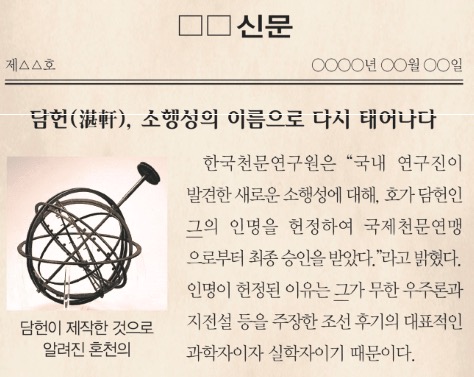 □□신문
제△△호 ○○○○년 ○○월 ○○일
담헌(湛軒), 소행성의 이름으로 다시 태어나다
한국천문연구원은 “국내 연구진이
발견한 새로운 소행성에 대해, 호가 담헌인
그의 인명을 헌정하여 국제천문연맹
으로부터 최종 승인을 받았다.”라고 밝혔다.
인명이 헌정된 이유는 그가 무한 우주론과
지전설 등을 주장한 조선 후기의 대표적인
과학자이자 실학자이기 때문이다.
담헌이 제작한 것으로
알려진 혼천의